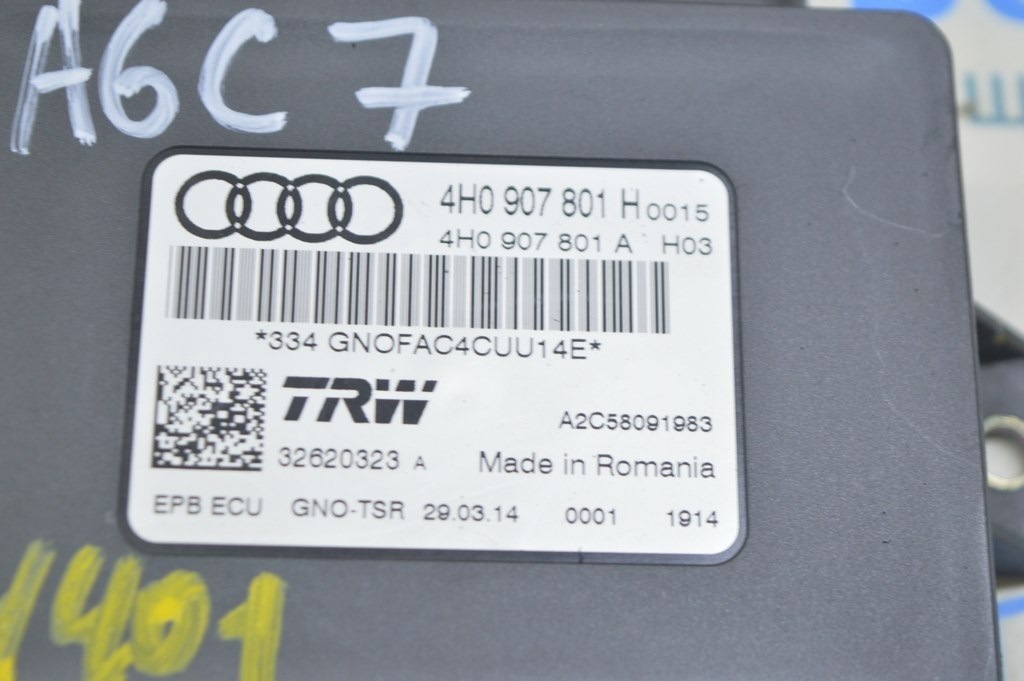 A6C7
4H0 907 801 H 0015
4H0 907 801 A H03
*334 GNOFAC4CUU14E*
TRW
A2C58091983
32620323 A Made in Romania
EPB ECU GNO-TSR 29.03.14 0001 1914
1401